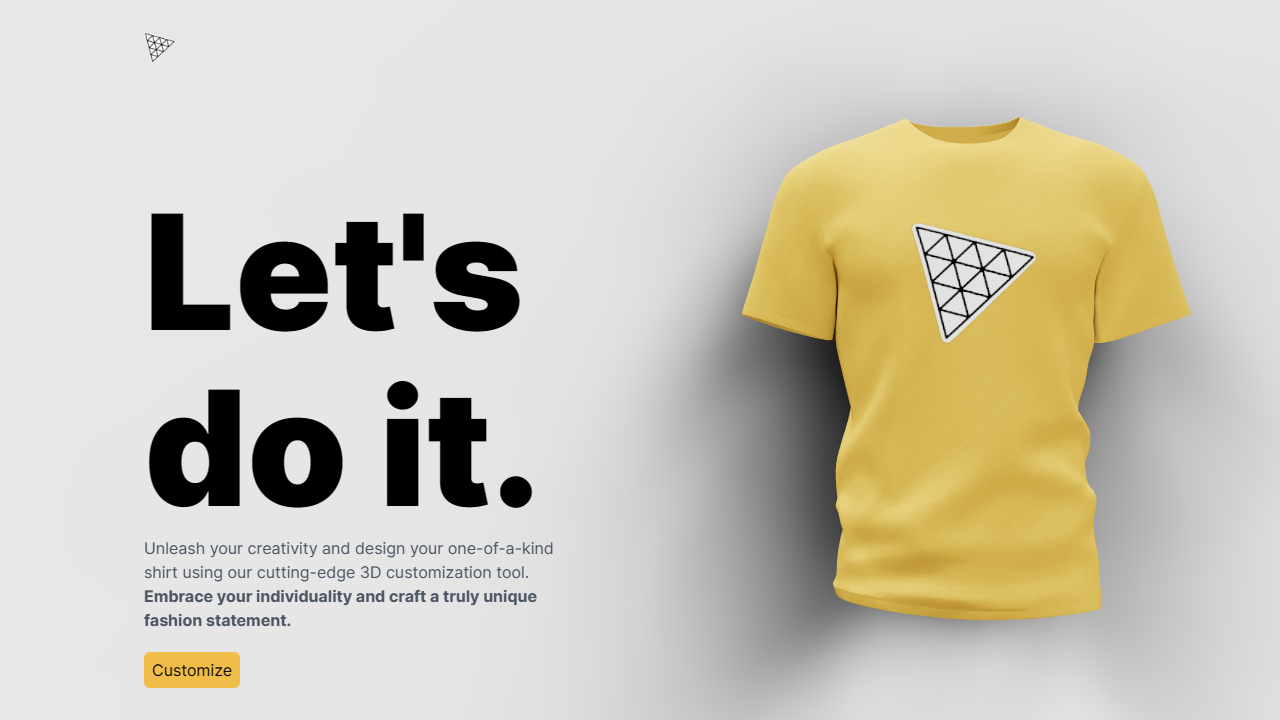 Let's
do it.
Unleash your creativity and design your one-of-a-kind
shirt using our cutting-edge 3D customization tool.
Embrace your individuality and craft a truly unique
fashion statement.
Customize